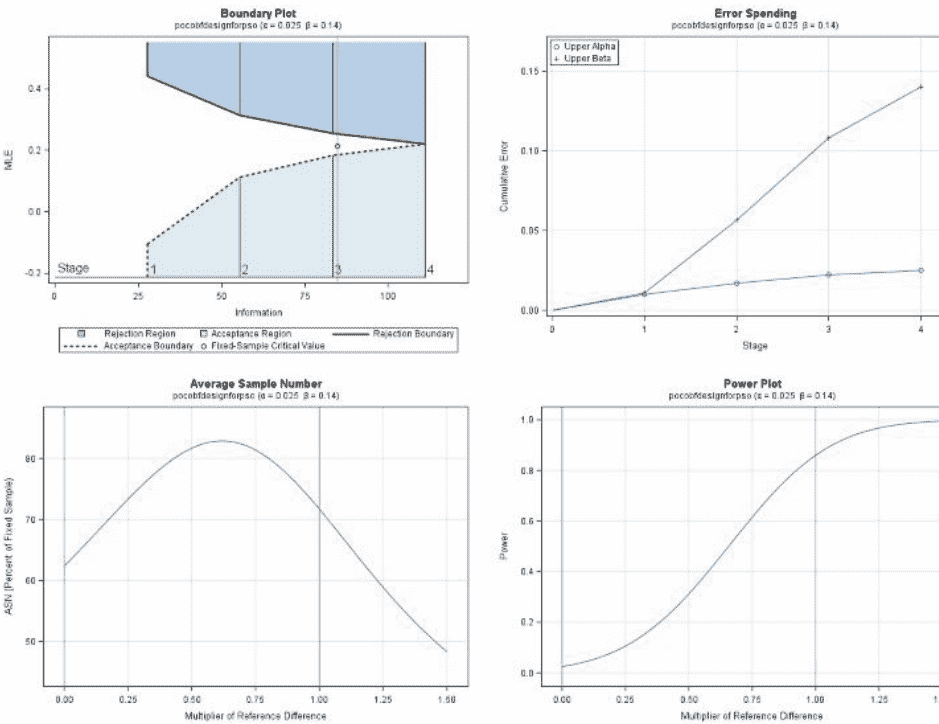 Boundary Plot
pocobfdesignforpso (α = 0.025 β = 0.14)
MLE
0.4
0.2
0.0
-0.2
Stage
1
2
3
4
0
25
50
75
100
Information
Rejection Region
Acceptance Region
Rejection Boundary
Acceptance Boundary
Fixed-Sample Critical Value
Error Spending
pocobfdesignforpso (α = 0.025 β = 0.14)
Upper Alpha
Upper Beta
Cumulative Error
0.15
0.10
0.05
0.00
0
1
2
3
4
Stage
Average Sample Number
pocobfdesignforpso (α = 0.025 β = 0.14)
ASN (Percent of Fixed Sample)
80
70
60
50
0.00
0.25
0.50
0.75
1.00
1.25
1.50
Multiplier of Reference Difference
Power Plot
pocobfdesignforpso (α = 0.025 β = 0.14)
Power
1.0
0.8
0.6
0.4
0.2
0.0
0.00
0.25
0.50
0.75
1.00
1.25
Multiplier of Reference Difference